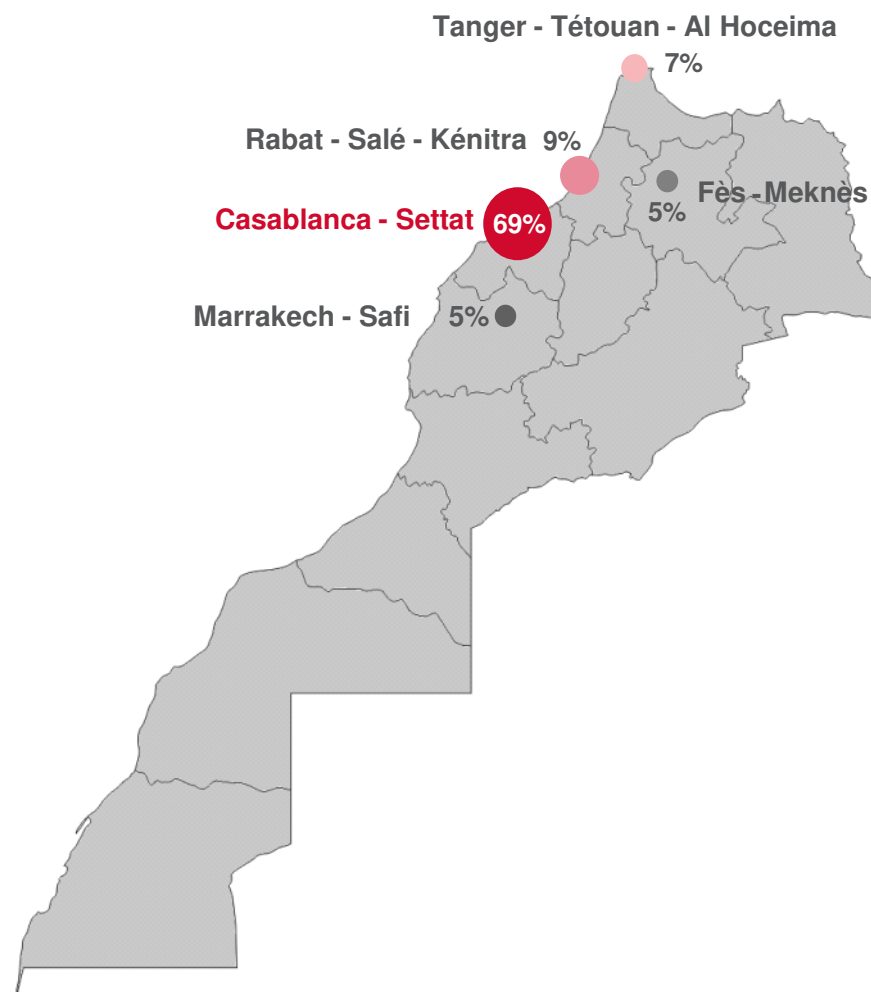 Tanger - Tétouan - Al Hoceima
7%
Rabat - Salé - Kénitra 9%
Fès -Meknès
5%
Casablanca - Settat 69%
Marrakech - Safi 5%